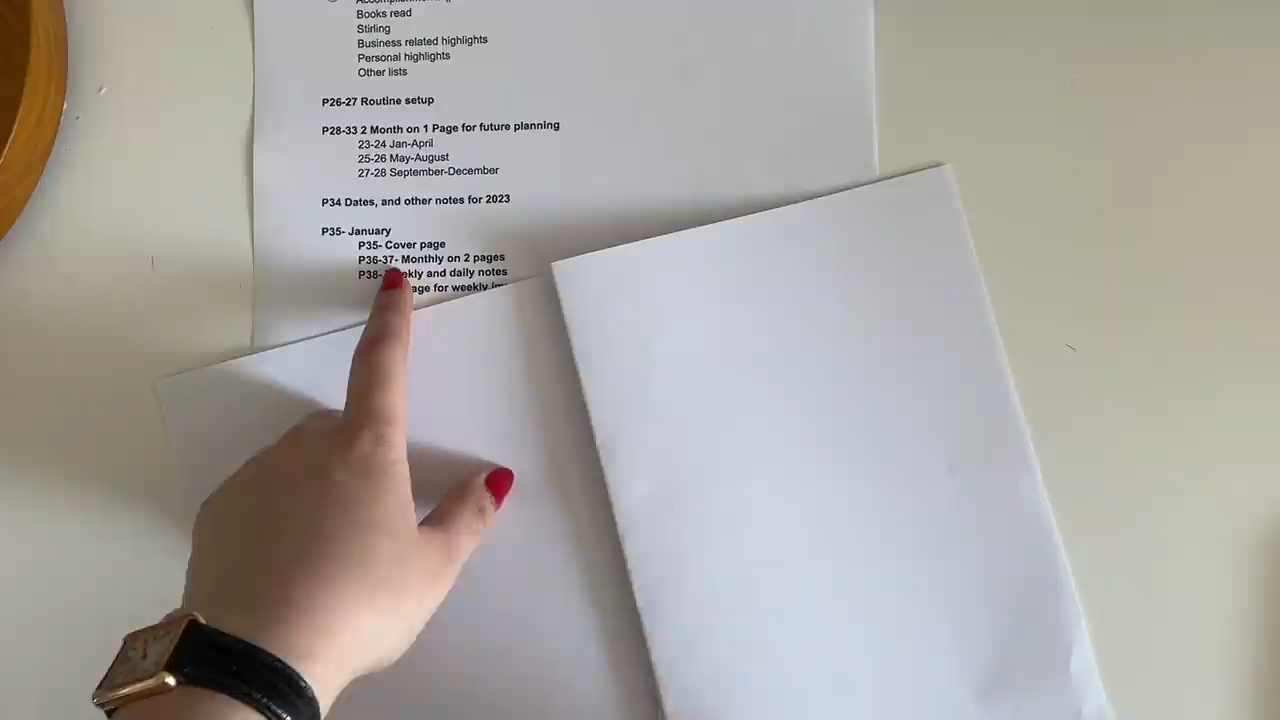 Books read
Stirling
Business related highlights
Personal highlights
Other lists
P26-27 Routine setup
P28-33 2 Month on 1 Page for future planning
23-24 Jan-April
25-26 May-August
27-28 September-December
P34 Dates, and other notes for 2023
P35- January
P35- Cover page
P36-37- Monthly on 2 pages
P38- and daily notes
for weekly